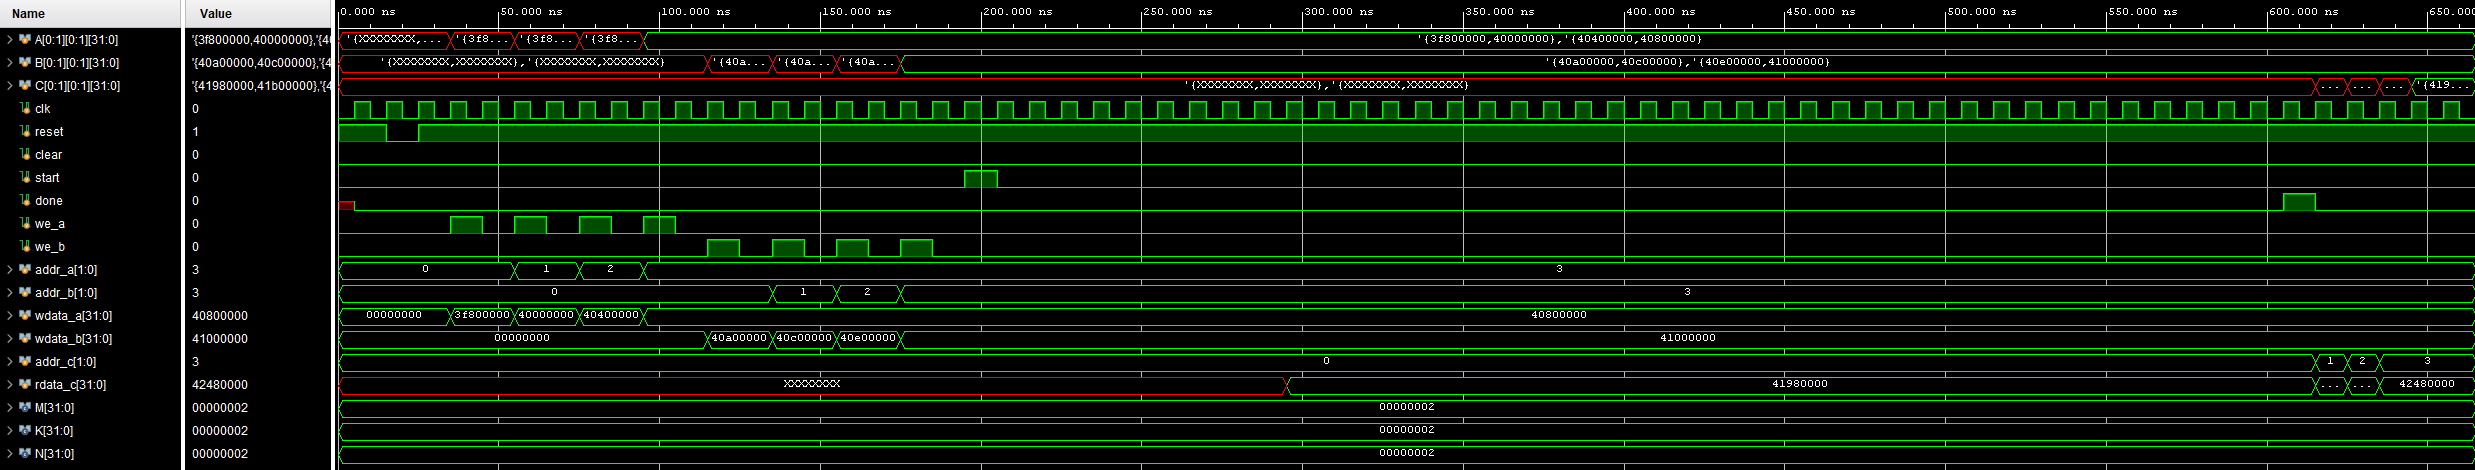 Name Value 0.000 ns 50.000 ns 100.000 ns 150.000 ns 200.000 ns 250.000 ns 300.000 ns 350.000 ns 400.000 ns 450.000 ns 500.000 ns 550.000 ns 600.000 ns 650.000
A[0:1][0:1][31:0] '{3f800000,40000000},'{40 '{XXXXXXXX,... '{3f8... '{3f8... '{3f8... '{3f800000,40000000},'{40400000,40800000}
B[0:1][0:1][31:0] '{40a00000,40c00000},'{4 '{XXXXXXXX,XXXXXXXX},'{XXXXXXXX,XXXXXXXX} '{40a... '{40a... '{40a... '{40a00000,40c00000},'{40e00000,41000000}
C[0:1][0:1][31:0] '{41980000,41b00000},'{4 '{XXXXXXXX,XXXXXXXX},'{XXXXXXXX,XXXXXXXX} ... ... ... '{419...
clk 0
reset 1
clear 0
start 0
done 0
we_a 0
we_b 0
addr_a[1:0] 3 0 1 2 3
addr_b[1:0] 3 0 1 2 3
wdata_a[31:0] 40800000 00000000 3f800000 40000000 40400000 40800000
wdata_b[31:0] 41000000 00000000 40a00000 40c00000 40e00000 41000000
addr_c[1:0] 3 0 1 2 3
rdata_c[31:0] 42480000 XXXXXXXX 41980000 ... ... 42480000
M[31:0] 00000002 00000002
K[31:0] 00000002 00000002
N[31:0] 00000002 00000002